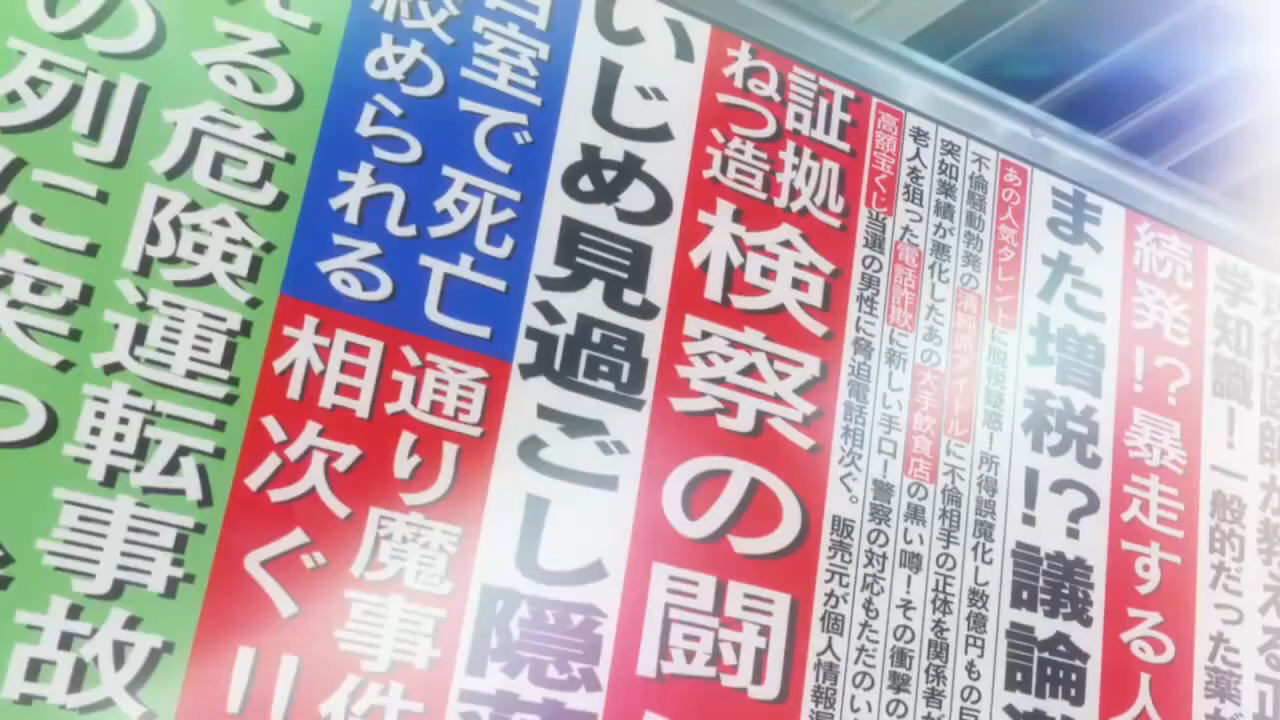 学知識！一般的だった薬
続発!?暴走する人
また増税!?議論
あの人気タレントに脱税疑惑！所得誤魔化し数億円もの巨
不倫騒動勃発の清純派アイドルに不倫相手の正体を関係者が
突如業績が悪化したあの大手飲食店の黒い噂！その衝撃の
老人を狙った電話詐欺に新しい手口！警察の対応もただのい
高額宝くじ当選の男性に脅迫電話相次ぐ。販売元が個人情報漏
証拠
ねつ造
検察の闘
いじめ見過ごし隠
室で死亡
絞められる
通り魔事件
相次ぐ
える危険運転事故
の列に突っ